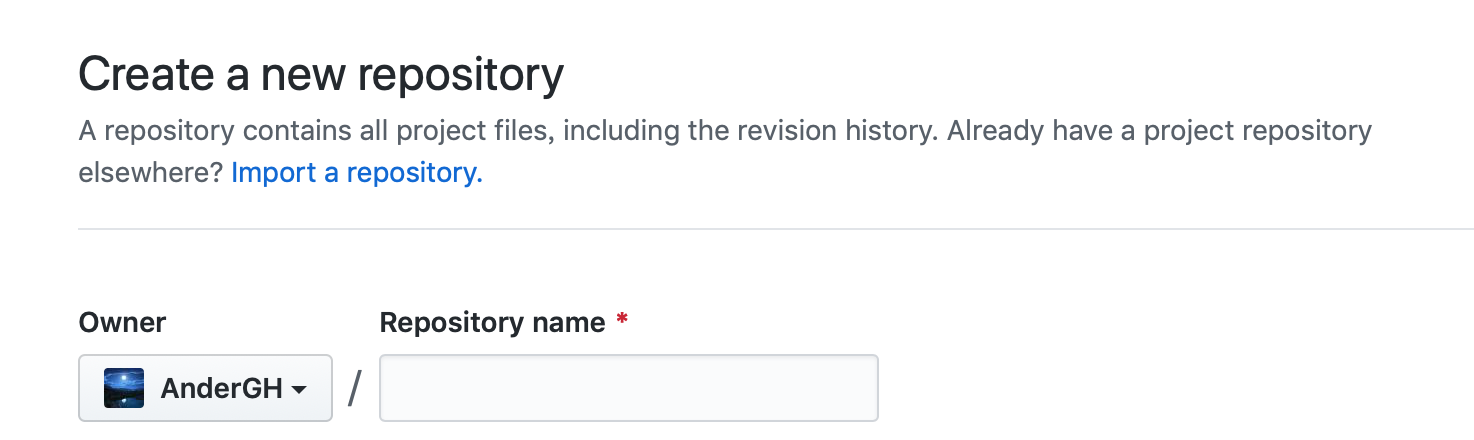 Create a new repository
A repository contains all project files, including the revision history. Already have a project repository
elsewhere? Import a repository.
Owner
Repository name *
AnderGH
/